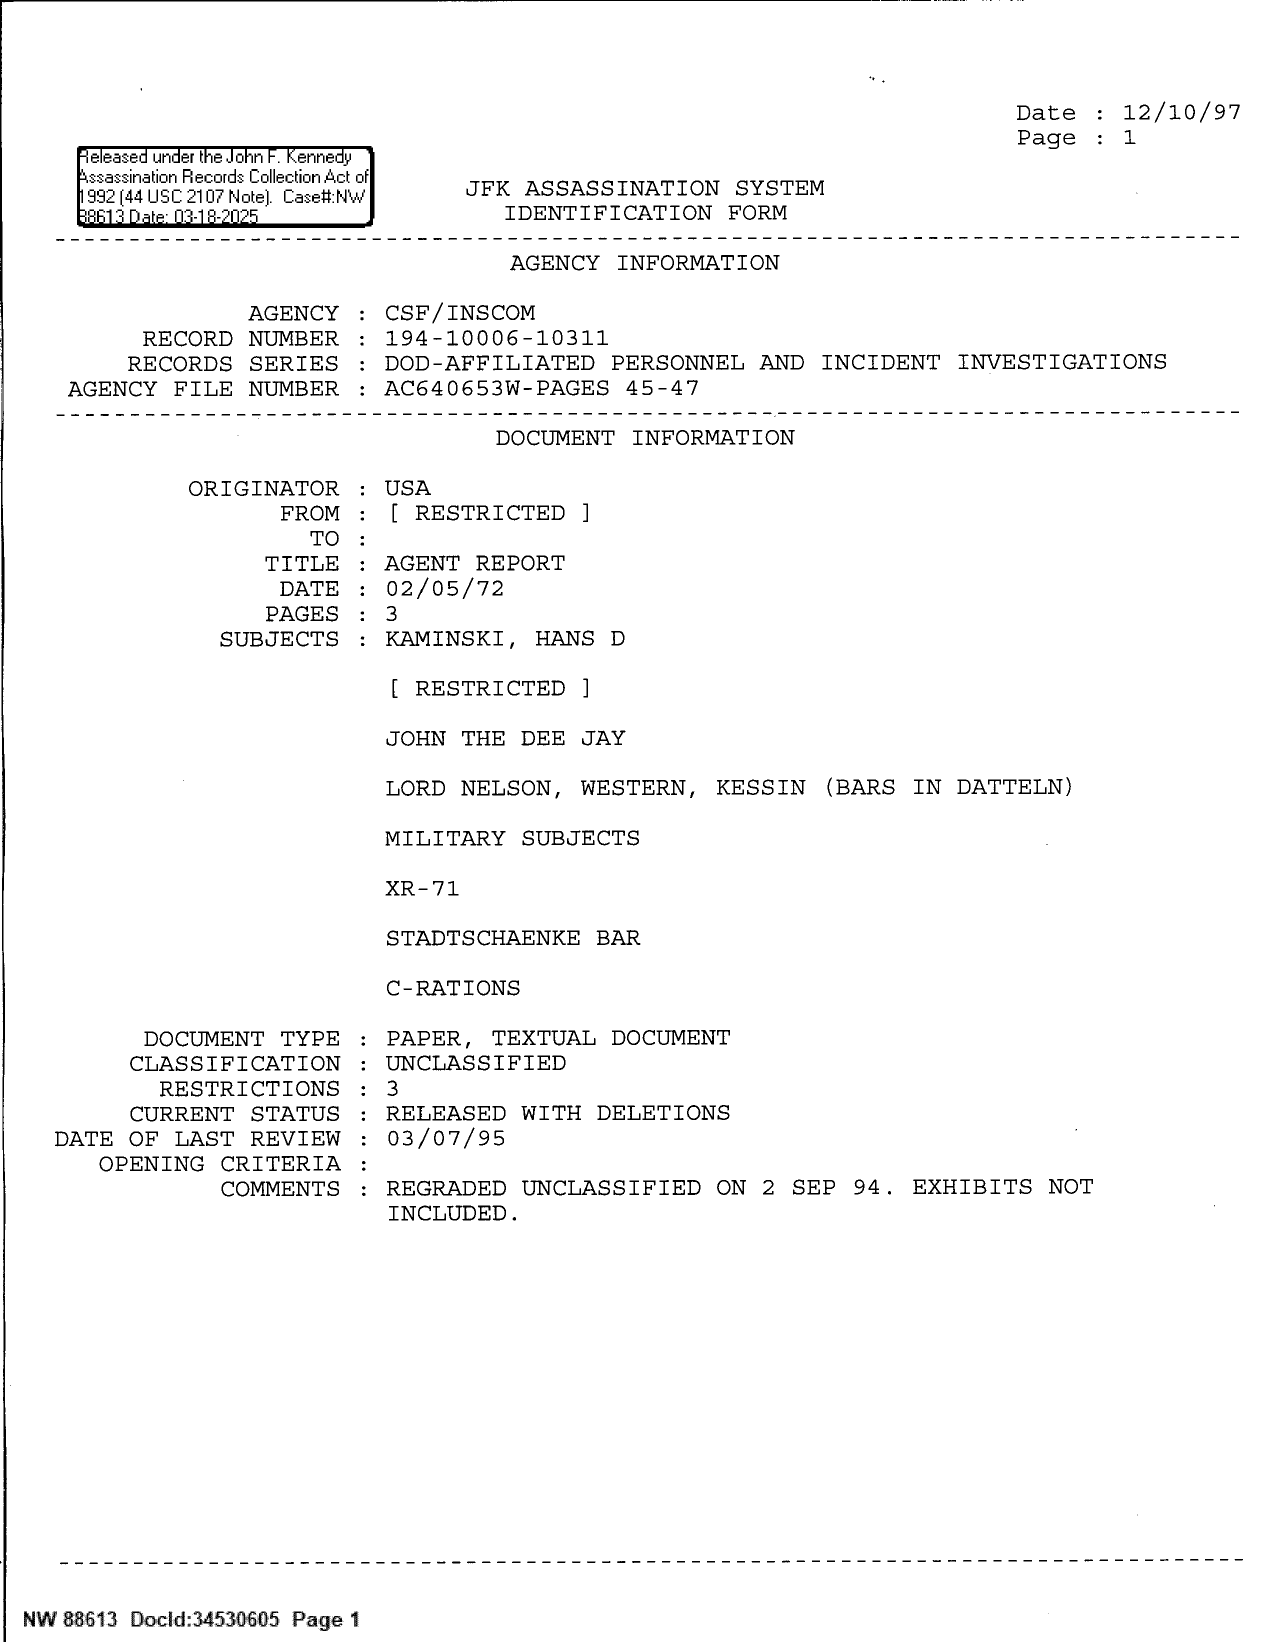 Date : 12/10/97
Page : 1
Released under the John F. Kennedy
Assassination Records Collection Act of
1992 (44 USC 2107 Note). Case#:NW
88613 Date: 03-18-2025
JFK ASSASSINATION SYSTEM
IDENTIFICATION FORM
AGENCY INFORMATION
AGENCY : CSF/INSCOM
RECORD NUMBER : 194-10006-10311
RECORDS SERIES : DOD-AFFILIATED PERSONNEL AND INCIDENT INVESTIGATIONS
AGENCY FILE NUMBER : AC640653W-PAGES 45-47
DOCUMENT INFORMATION
ORIGINATOR : USA
FROM : [ RESTRICTED ]
TO :
TITLE : AGENT REPORT
DATE : 02/05/72
PAGES : 3
SUBJECTS : KAMINSKI, HANS D
[ RESTRICTED ]
JOHN THE DEE JAY
LORD NELSON, WESTERN, KESSIN (BARS IN DATTELN)
MILITARY SUBJECTS
XR-71
STADTSCHAENKE BAR
C-RATIONS
DOCUMENT TYPE : PAPER, TEXTUAL DOCUMENT
CLASSIFICATION : UNCLASSIFIED
RESTRICTIONS : 3
CURRENT STATUS : RELEASED WITH DELETIONS
DATE OF LAST REVIEW : 03/07/95
OPENING CRITERIA :
COMMENTS : REGRADED UNCLASSIFIED ON 2 SEP 94. EXHIBITS NOT
INCLUDED.
NW 88613 DocId:34530605 Page 1